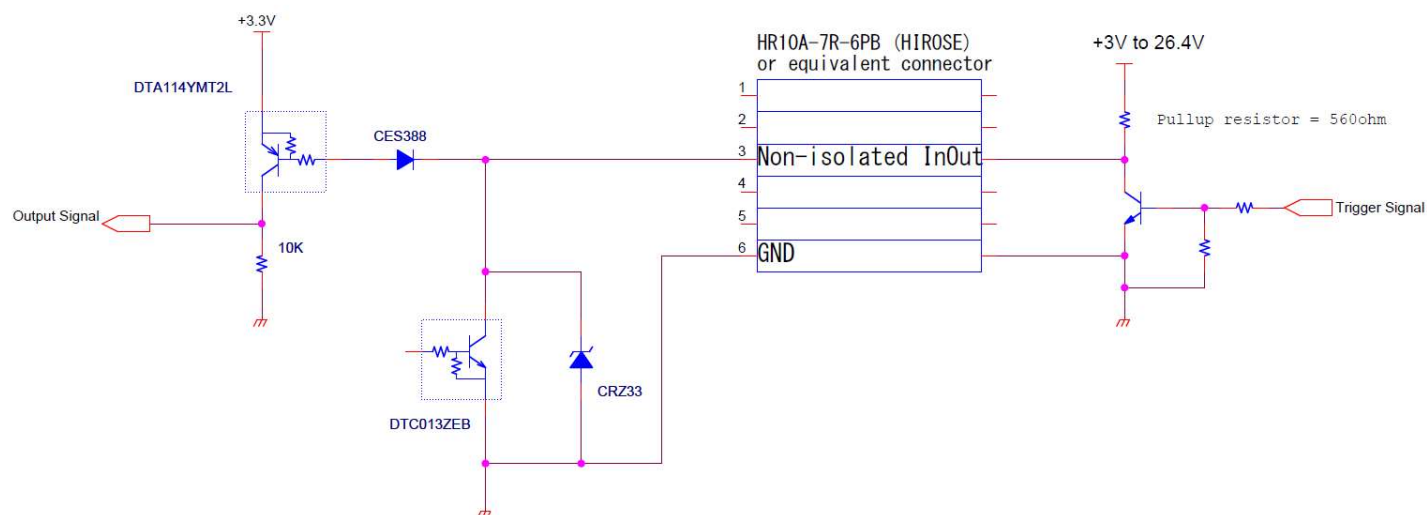 +3.3V
DTA114YMT2L
CES388
Output Signal
10K
DTC013ZEB
CRZ33
HR10A-7R-6PB (HIROSE)
or equivalent connector
1
2
3 Non-isolated InOut
4
5
6 GND
+3V to 26.4V
Pullup resistor = 560ohm
Trigger Signal